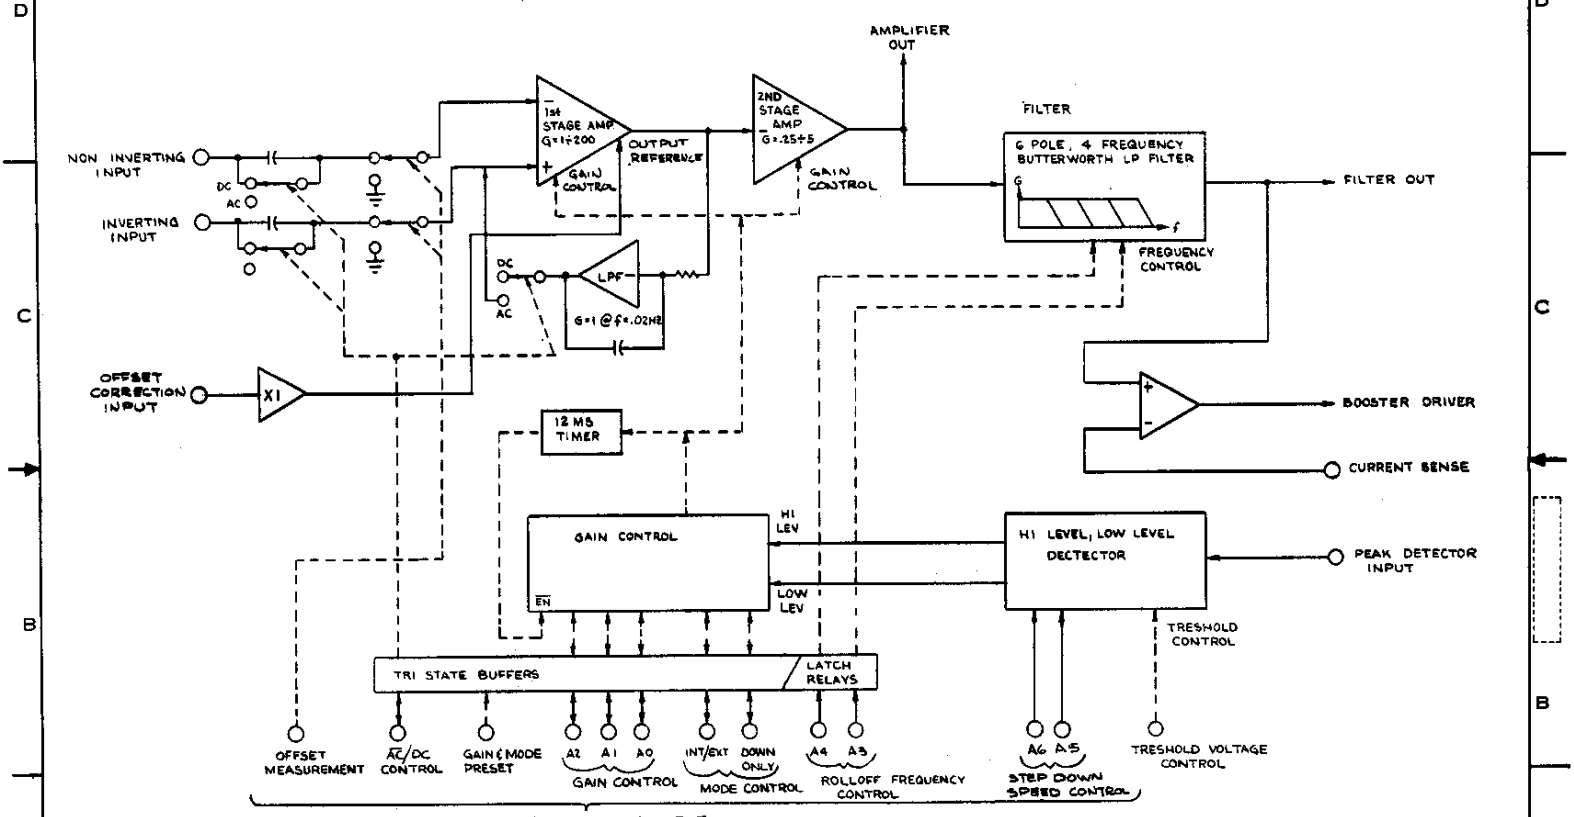 D
D
AMPLIFIER
OUT
FILTER
NON INVERTING
INPUT
DC
AC
INVERTING
INPUT
-
1st
STAGE AMP.
G=1÷200
+
GAIN
CONTROL
OUTPUT
REFERENCE
2ND
STAGE
AMP
-
G=.25÷5
GAIN
CONTROL
6 POLE, 4 FREQUENCY
BUTTERWORTH LP FILTER
G
f
FREQUENCY
CONTROL
FILTER OUT
DC
AC
LPF-
G=1 @ f=.02HZ
C
C
OFFSET
CORRECTION
INPUT
X1
+
-
BOOSTER DRIVER
CURRENT SENSE
12 MS
TIMER
GAIN CONTROL
EN
HI
LEV
LOW
LEV
HI LEVEL, LOW LEVEL
DECTECTOR
PEAK DETECTOR
INPUT
TRESHOLD
CONTROL
B
B
TRI STATE BUFFERS
LATCH
RELAYS
OFFSET
MEASUREMENT
AC/DC
CONTROL
GAIN & MODE
PRESET
A2
A1
A0
GAIN CONTROL
INT/EXT
DOWN
ONLY
MODE CONTROL
A4
A3
ROLLOFF FREQUENCY
CONTROL
A6
A5
STEP DOWN
SPEED CONTROL
TRESHOLD VOLTAGE
CONTROL